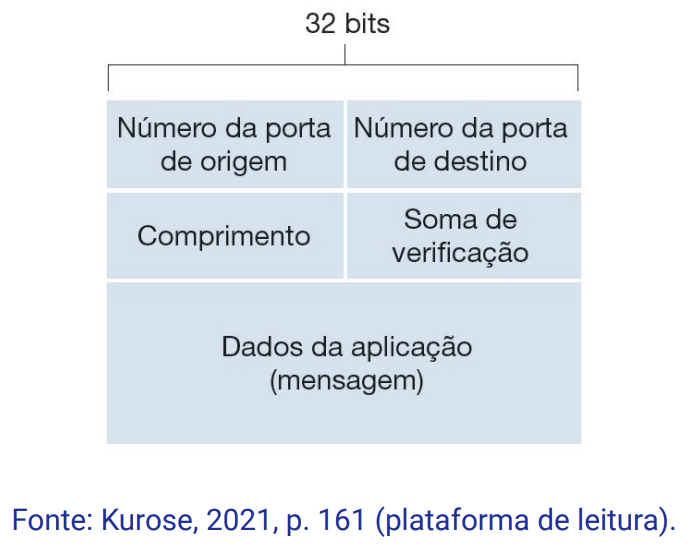 32 bits
Número da porta
de origem
Número da porta
de destino
Comprimento
Soma de
verificação
Dados da aplicação
(mensagem)
Fonte: Kurose, 2021, p. 161 (plataforma de leitura).